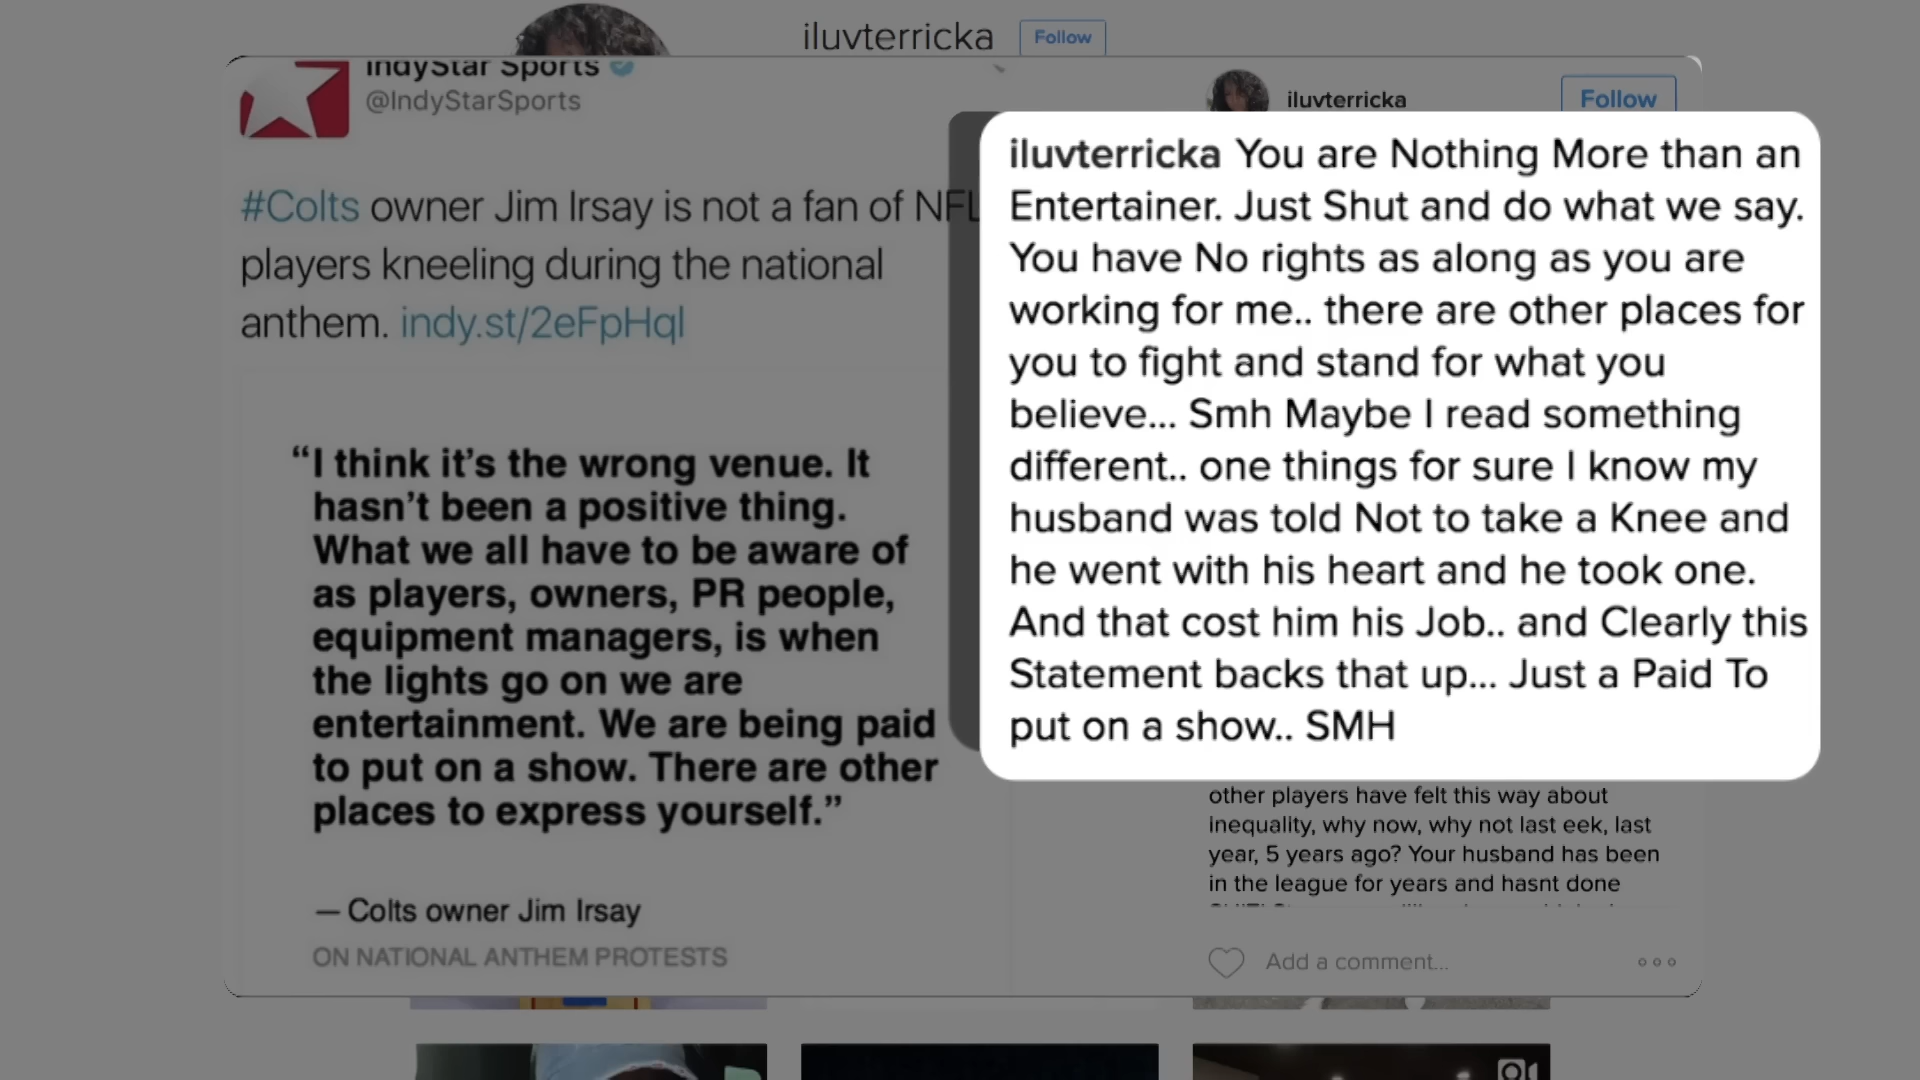 iluvterricka Follow
IndyStar Sports
@IndyStarSports
#Colts owner Jim Irsay is not a fan of NFL
players kneeling during the national
anthem. indy.st/2eFpHql
“I think it’s the wrong venue. It
hasn’t been a positive thing.
What we all have to be aware of
as players, owners, PR people,
equipment managers, is when
the lights go on we are
entertainment. We are being paid
to put on a show. There are other
places to express yourself.”
— Colts owner Jim Irsay
ON NATIONAL ANTHEM PROTESTS
iluvterricka Follow
iluvterricka You are Nothing More than an
Entertainer. Just Shut and do what we say.
You have No rights as along as you are
working for me.. there are other places for
you to fight and stand for what you
believe... Smh Maybe I read something
different.. one things for sure I know my
husband was told Not to take a Knee and
he went with his heart and he took one.
And that cost him his Job.. and Clearly this
Statement backs that up... Just a Paid To
put on a show.. SMH
other players have felt this way about
inequality, why now, why not last eek, last
year, 5 years ago? Your husband has been
in the league for years and hasnt done
Add a comment...